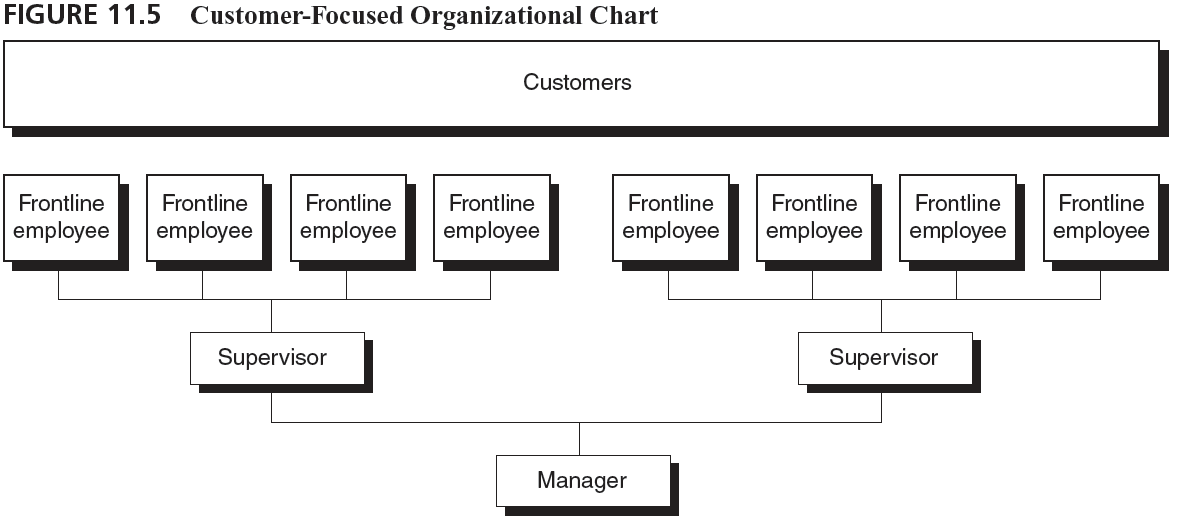 FIGURE 11.5 Customer-Focused Organizational Chart
Customers
Frontline
employee
Frontline
employee
Frontline
employee
Frontline
employee
Frontline
employee
Frontline
employee
Frontline
employee
Frontline
employee
Supervisor
Supervisor
Manager